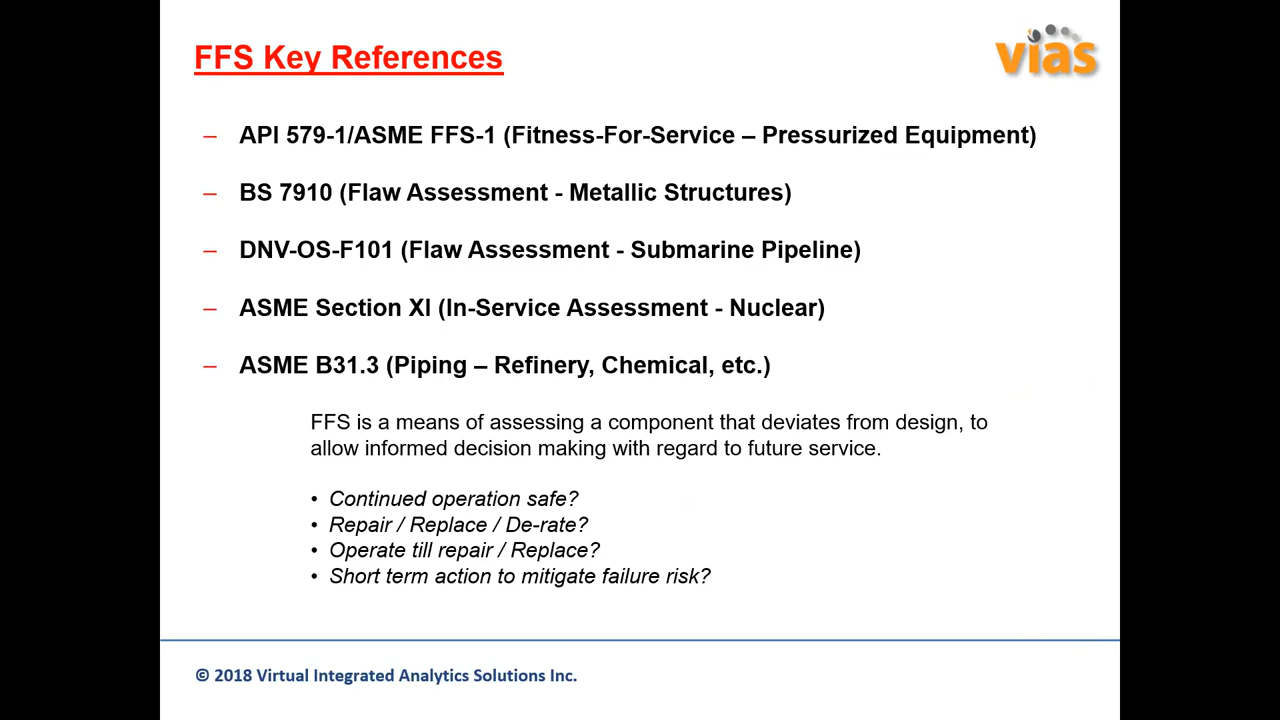 FFS Key References
vias
– API 579-1/ASME FFS-1 (Fitness-For-Service – Pressurized Equipment)
– BS 7910 (Flaw Assessment - Metallic Structures)
– DNV-OS-F101 (Flaw Assessment - Submarine Pipeline)
– ASME Section XI (In-Service Assessment - Nuclear)
– ASME B31.3 (Piping – Refinery, Chemical, etc.)
FFS is a means of assessing a component that deviates from design, to
allow informed decision making with regard to future service.
• Continued operation safe?
• Repair / Replace / De-rate?
• Operate till repair / Replace?
• Short term action to mitigate failure risk?
© 2018 Virtual Integrated Analytics Solutions Inc.